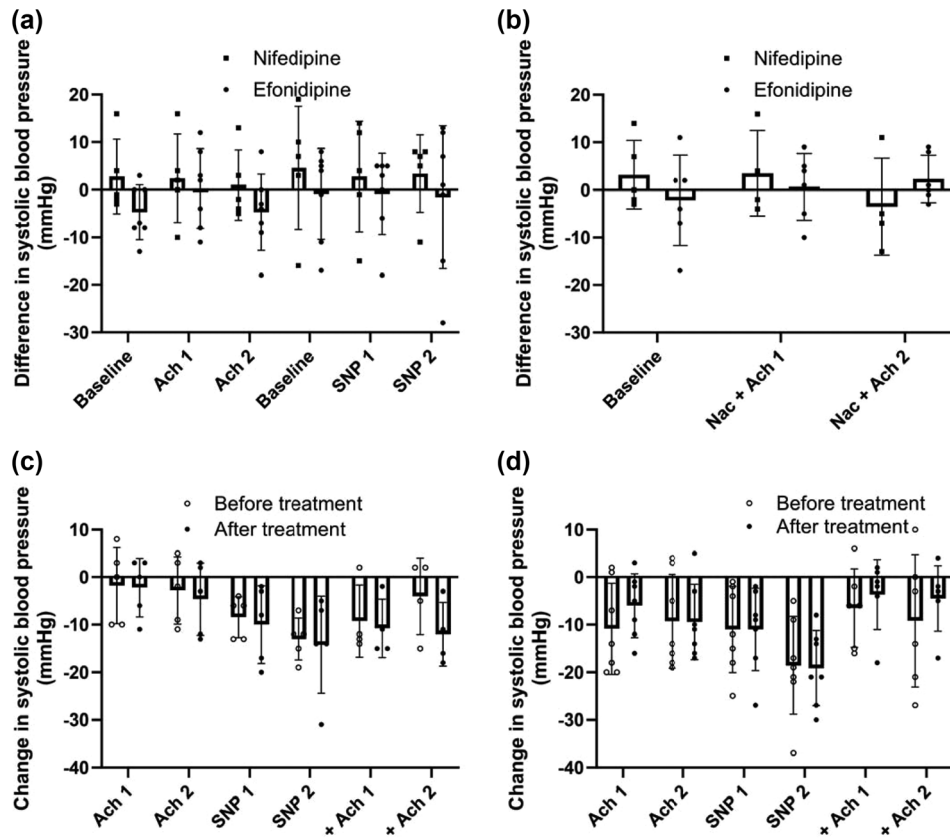 (a)
Nifedipine
Efonidipine
Difference in systolic blood pressure
(mmHg)
20
10
0
-10
-20
-30
Baseline
Ach 1
Ach 2
Baseline
SNP 1
SNP 2
(b)
Nifedipine
Efonidipine
Difference in systolic blood pressure
(mmHg)
20
10
0
-10
-20
-30
Baseline
Nac + Ach 1
Nac + Ach 2
(c)
Before treatment
After treatment
Change in systolic blood pressure
(mmHg)
10
0
-10
-20
-30
-40
Ach 1
Ach 2
SNP 1
SNP 2
+ Ach 1
+ Ach 2
(d)
Before treatment
After treatment
Change in systolic blood pressure
(mmHg)
10
0
-10
-20
-30
-40
Ach 1
Ach 2
SNP 1
SNP 2
+ Ach 1
+ Ach 2